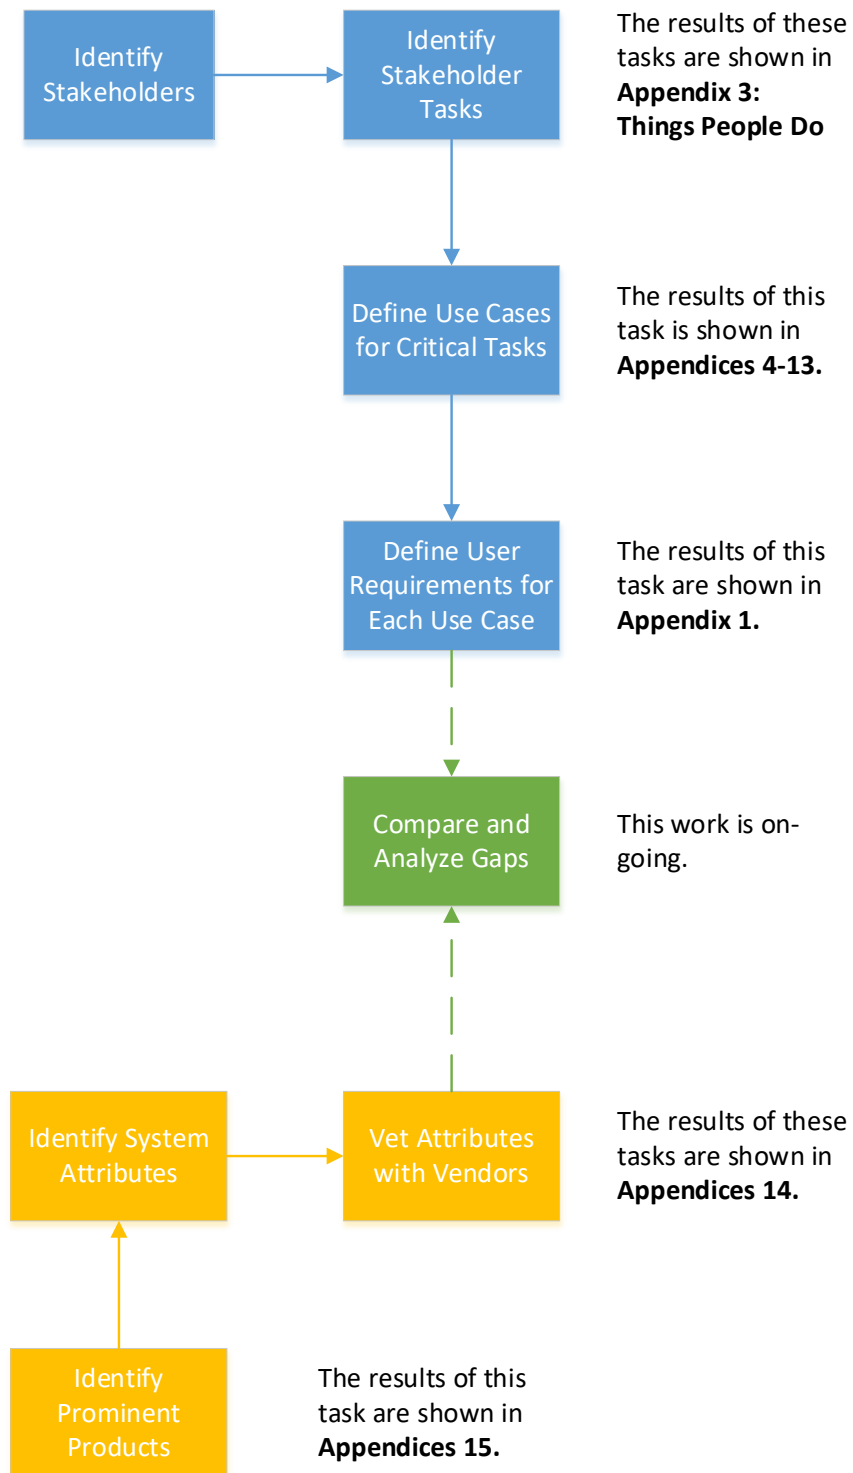 Identify
Stakeholders
Identify
Stakeholder
Tasks
The results of these
tasks are shown in
Appendix 3:
Things People Do
Define Use Cases
for Critical Tasks
The results of this
task is shown in
Appendices 4-13.
Define User
Requirements for
Each Use Case
The results of this
task are shown in
Appendix 1.
Compare and
Analyze Gaps
This work is on-
going.
Identify System
Attributes
Vet Attributes
with Vendors
The results of these
tasks are shown in
Appendices 14.
Identify
Prominent
Products
The results of this
task are shown in
Appendices 15.